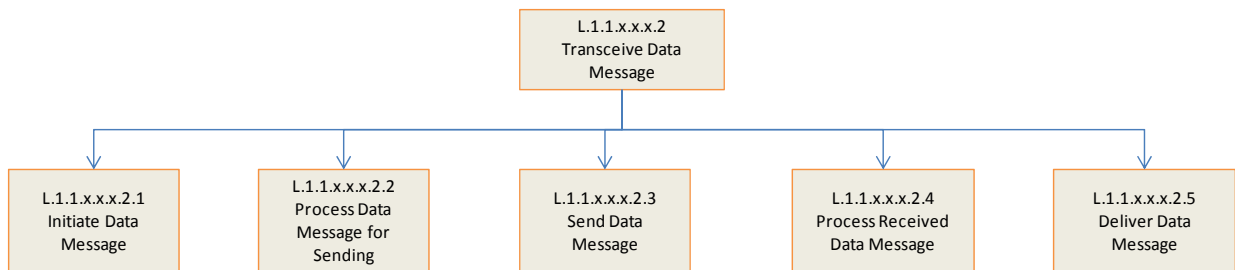 L.1.1.x.x.x.2
Transceive Data
Message
L.1.1.x.x.x.2.1
Initiate Data
Message
L.1.1.x.x.x.2.2
Process Data
Message for
Sending
L.1.1.x.x.x.2.3
Send Data
Message
L.1.1.x.x.x.2.4
Process Received
Data Message
L.1.1.x.x.x.2.5
Deliver Data
Message